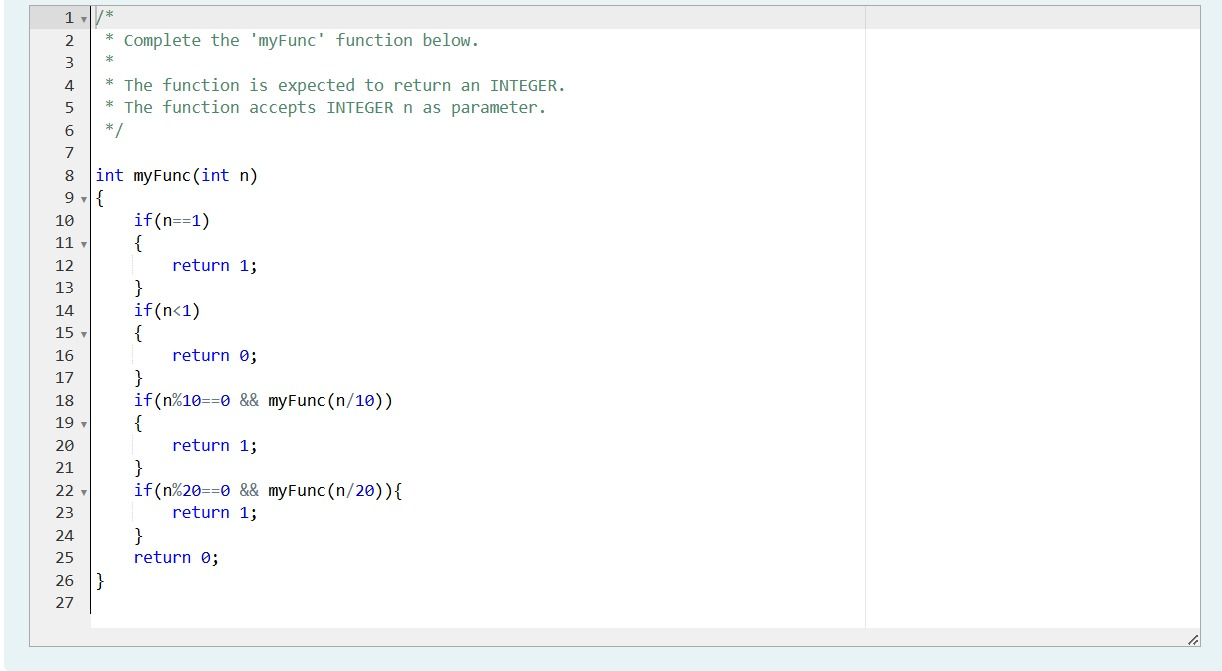 1 /*
2  * Complete the 'myFunc' function below.
3  *
4  * The function is expected to return an INTEGER.
5  * The function accepts INTEGER n as parameter.
6  */
7
8 int myFunc(int n)
9 {
10     if(n==1)
11     {
12         return 1;
13     }
14     if(n<1)
15     {
16         return 0;
17     }
18     if(n%10==0 && myFunc(n/10))
19     {
20         return 1;
21     }
22     if(n%20==0 && myFunc(n/20)){
23         return 1;
24     }
25     return 0;
26 }
27